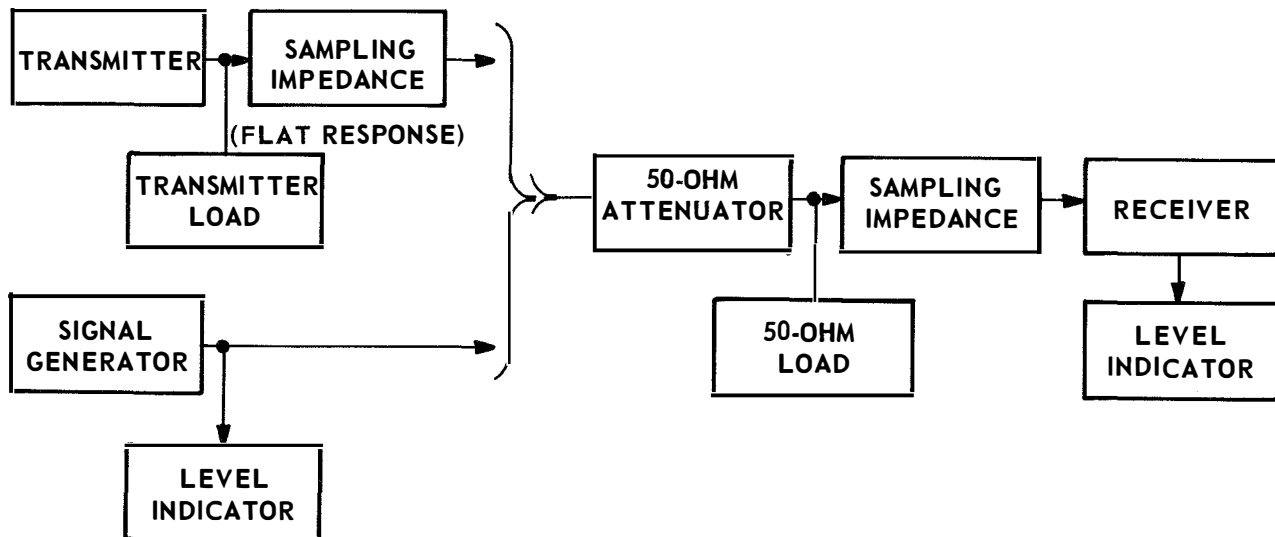 TRANSMITTER
SAMPLING
IMPEDANCE
(FLAT RESPONSE)
TRANSMITTER
LOAD
50-OHM
ATTENUATOR
SAMPLING
IMPEDANCE
RECEIVER
SIGNAL
GENERATOR
50-OHM
LOAD
LEVEL
INDICATOR
LEVEL
INDICATOR